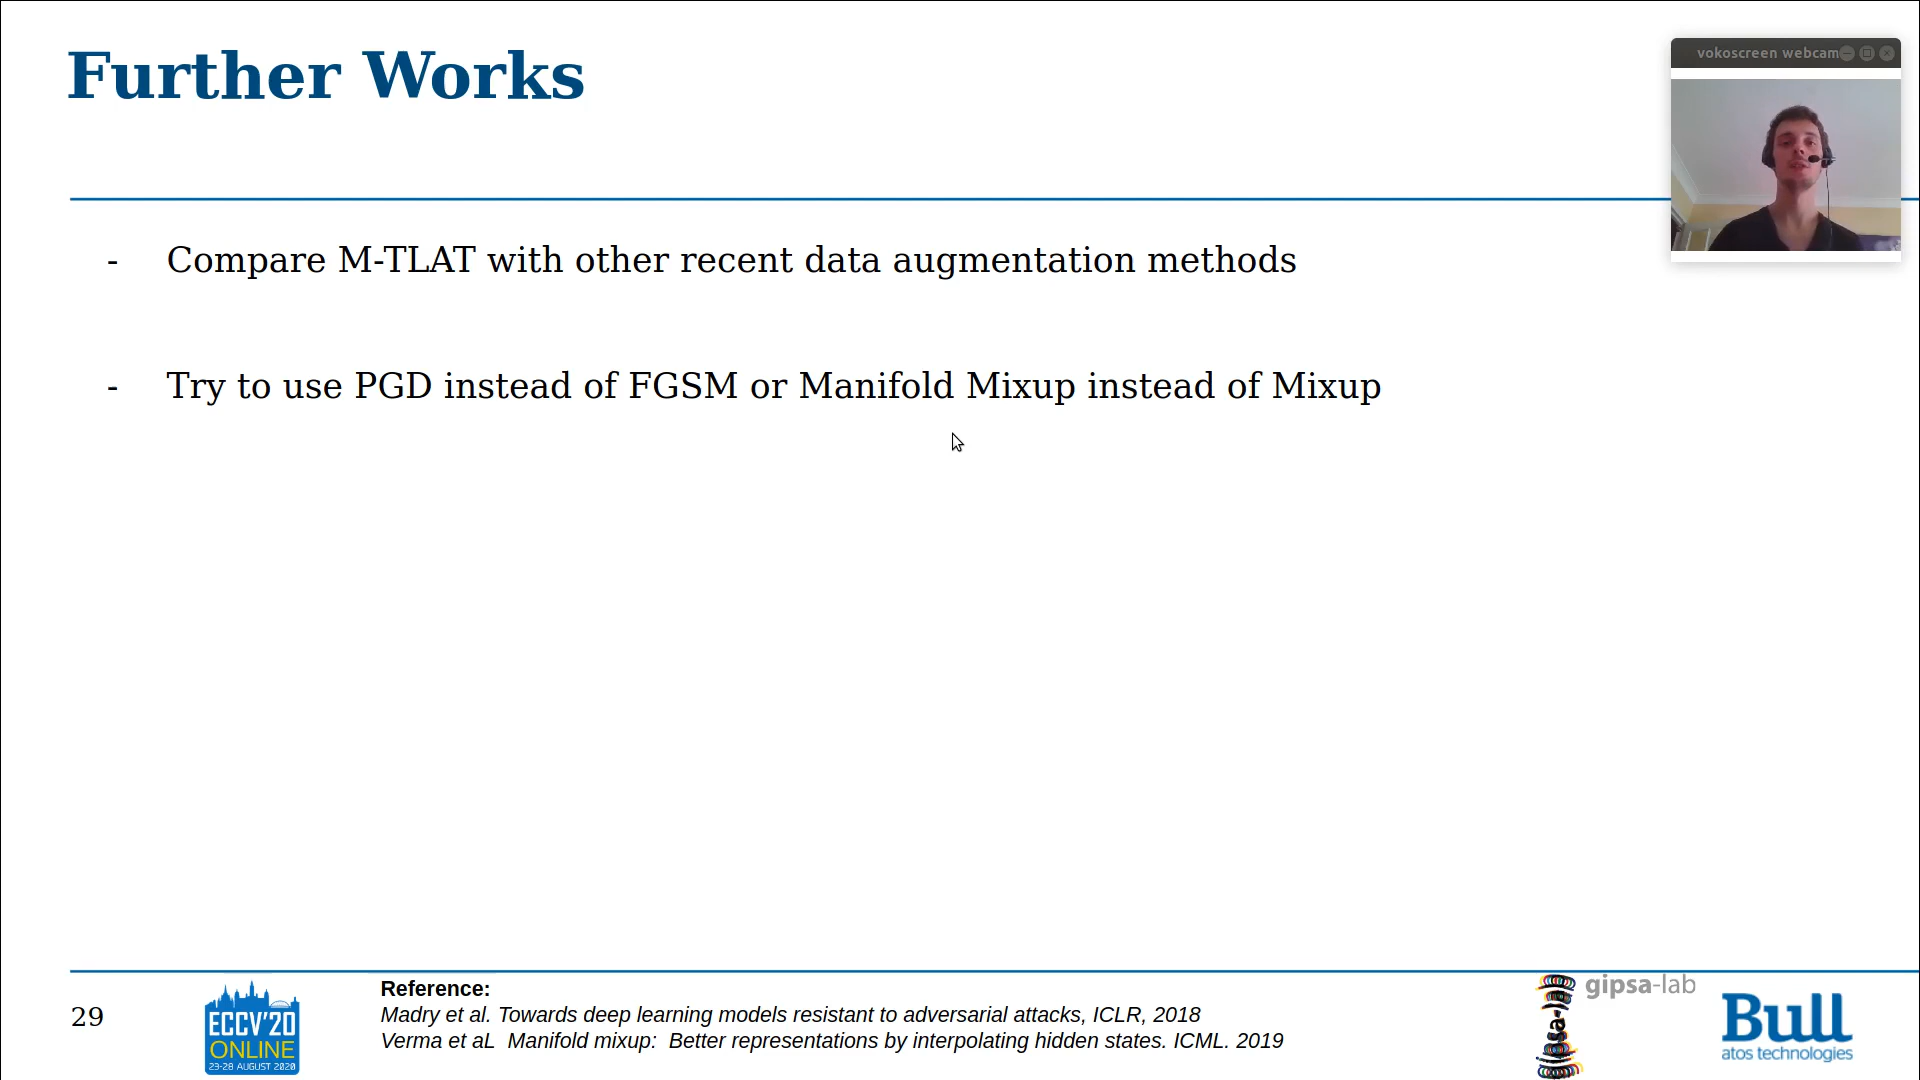 Further Works
vokoscreen webcam
- Compare M-TLAT with other recent data augmentation methods
- Try to use PGD instead of FGSM or Manifold Mixup instead of Mixup
29
ECCV'20
ONLINE
23-28 AUGUST 2020
Reference:
Madry et al. Towards deep learning models resistant to adversarial attacks, ICLR, 2018
Verma et aL Manifold mixup: Better representations by interpolating hidden states. ICML. 2019
gipsa-lab
Bull
atos technologies